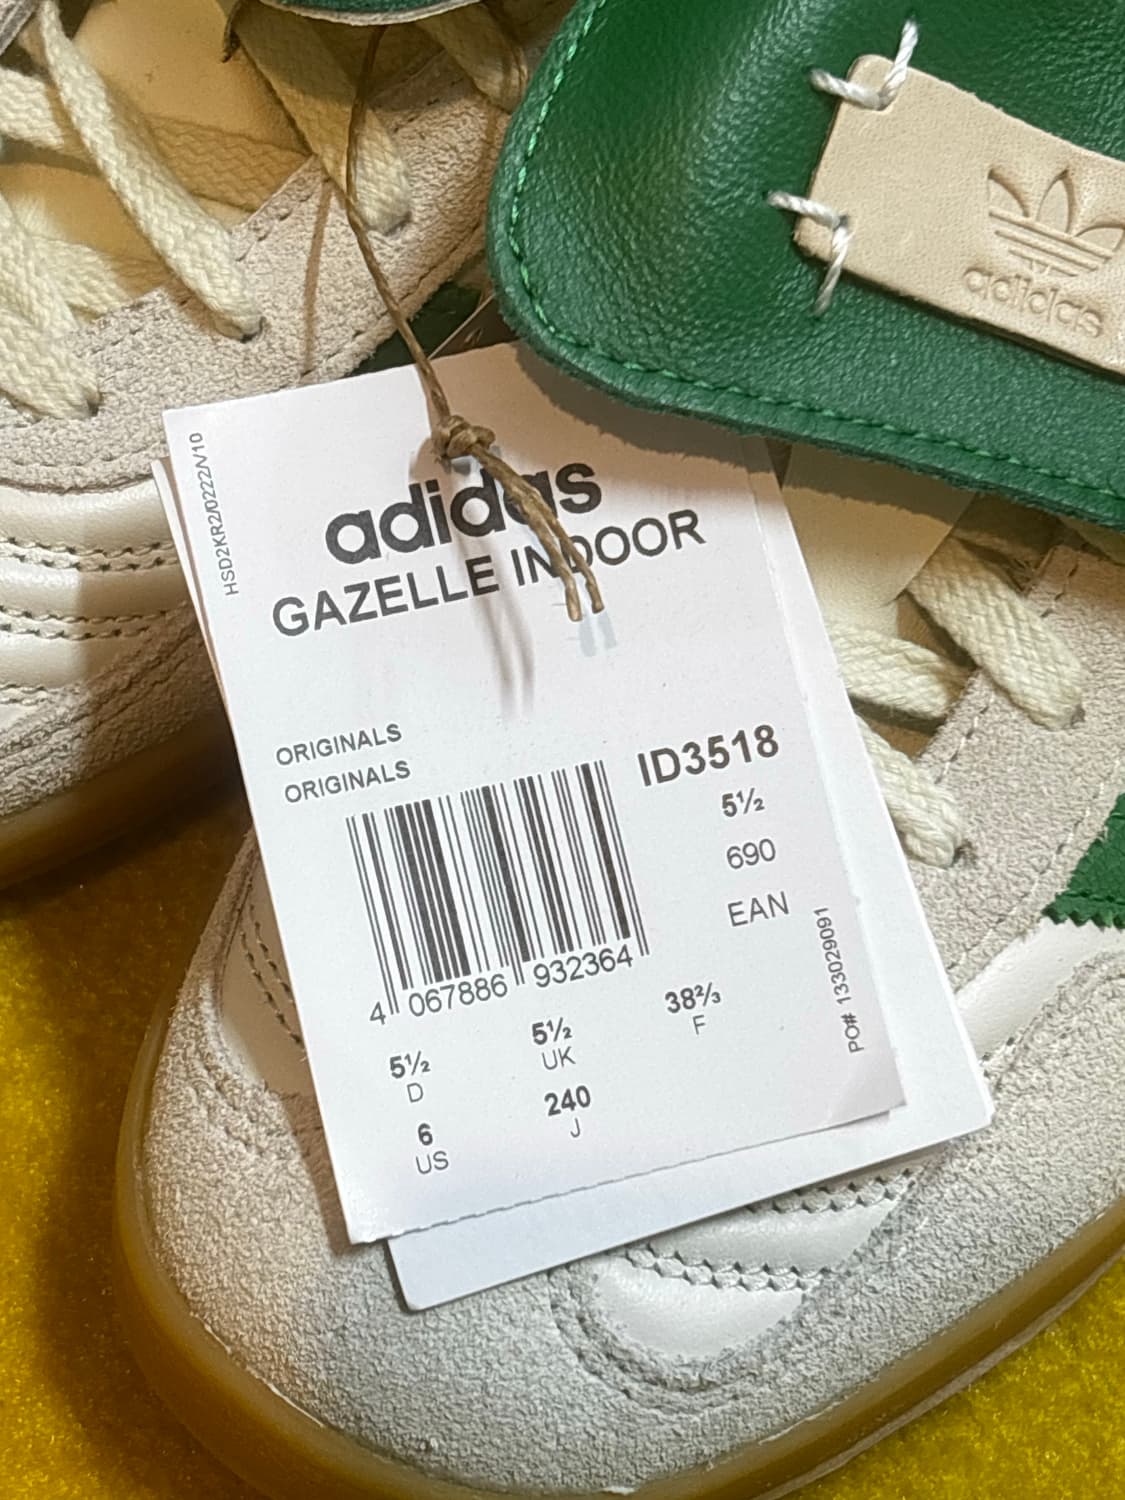 adidas
HSD2KR2/0222/V10
adidas
GAZELLE INDOOR
ORIGINALS
ORIGINALS
ID3518
5½
690
EAN
4 067886 932364
PO# 133029091
5½ D
5½ UK
38⅔ F
6 US
240 J